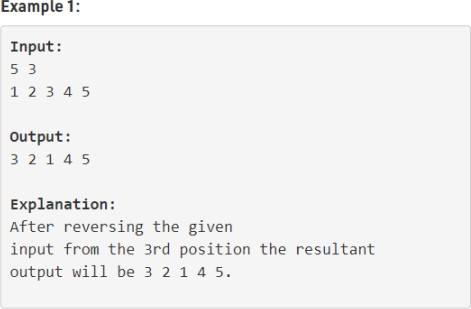 Example 1:
Input:
5 3
1 2 3 4 5
Output:
3 2 1 4 5
Explanation:
After reversing the given
input from the 3rd position the resultant
output will be 3 2 1 4 5.